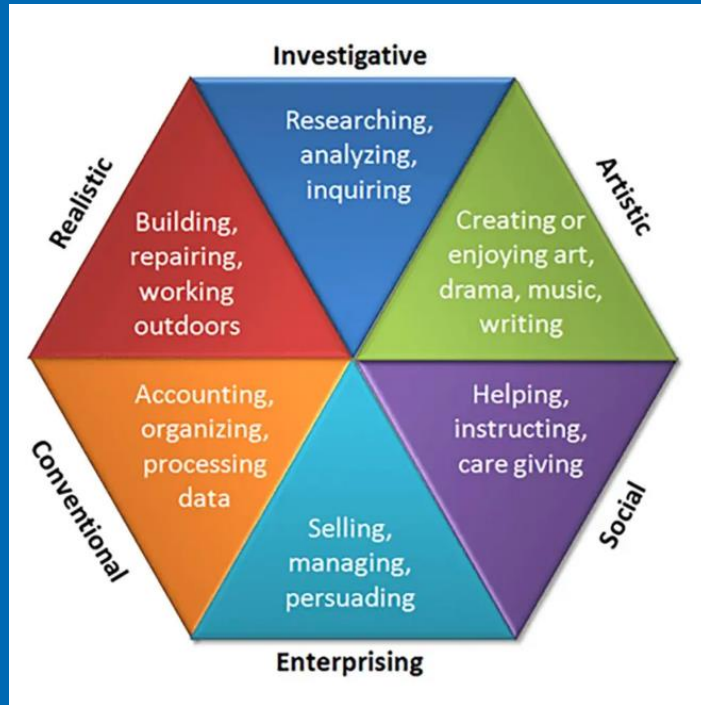 Investigative
Researching,
analyzing,
inquiring
Realistic
Building,
repairing,
working
outdoors
Artistic
Creating or
enjoying art,
drama, music,
writing
Conventional
Accounting,
organizing,
processing
data
Helping,
instructing,
care giving
Social
Selling,
managing,
persuading
Enterprising